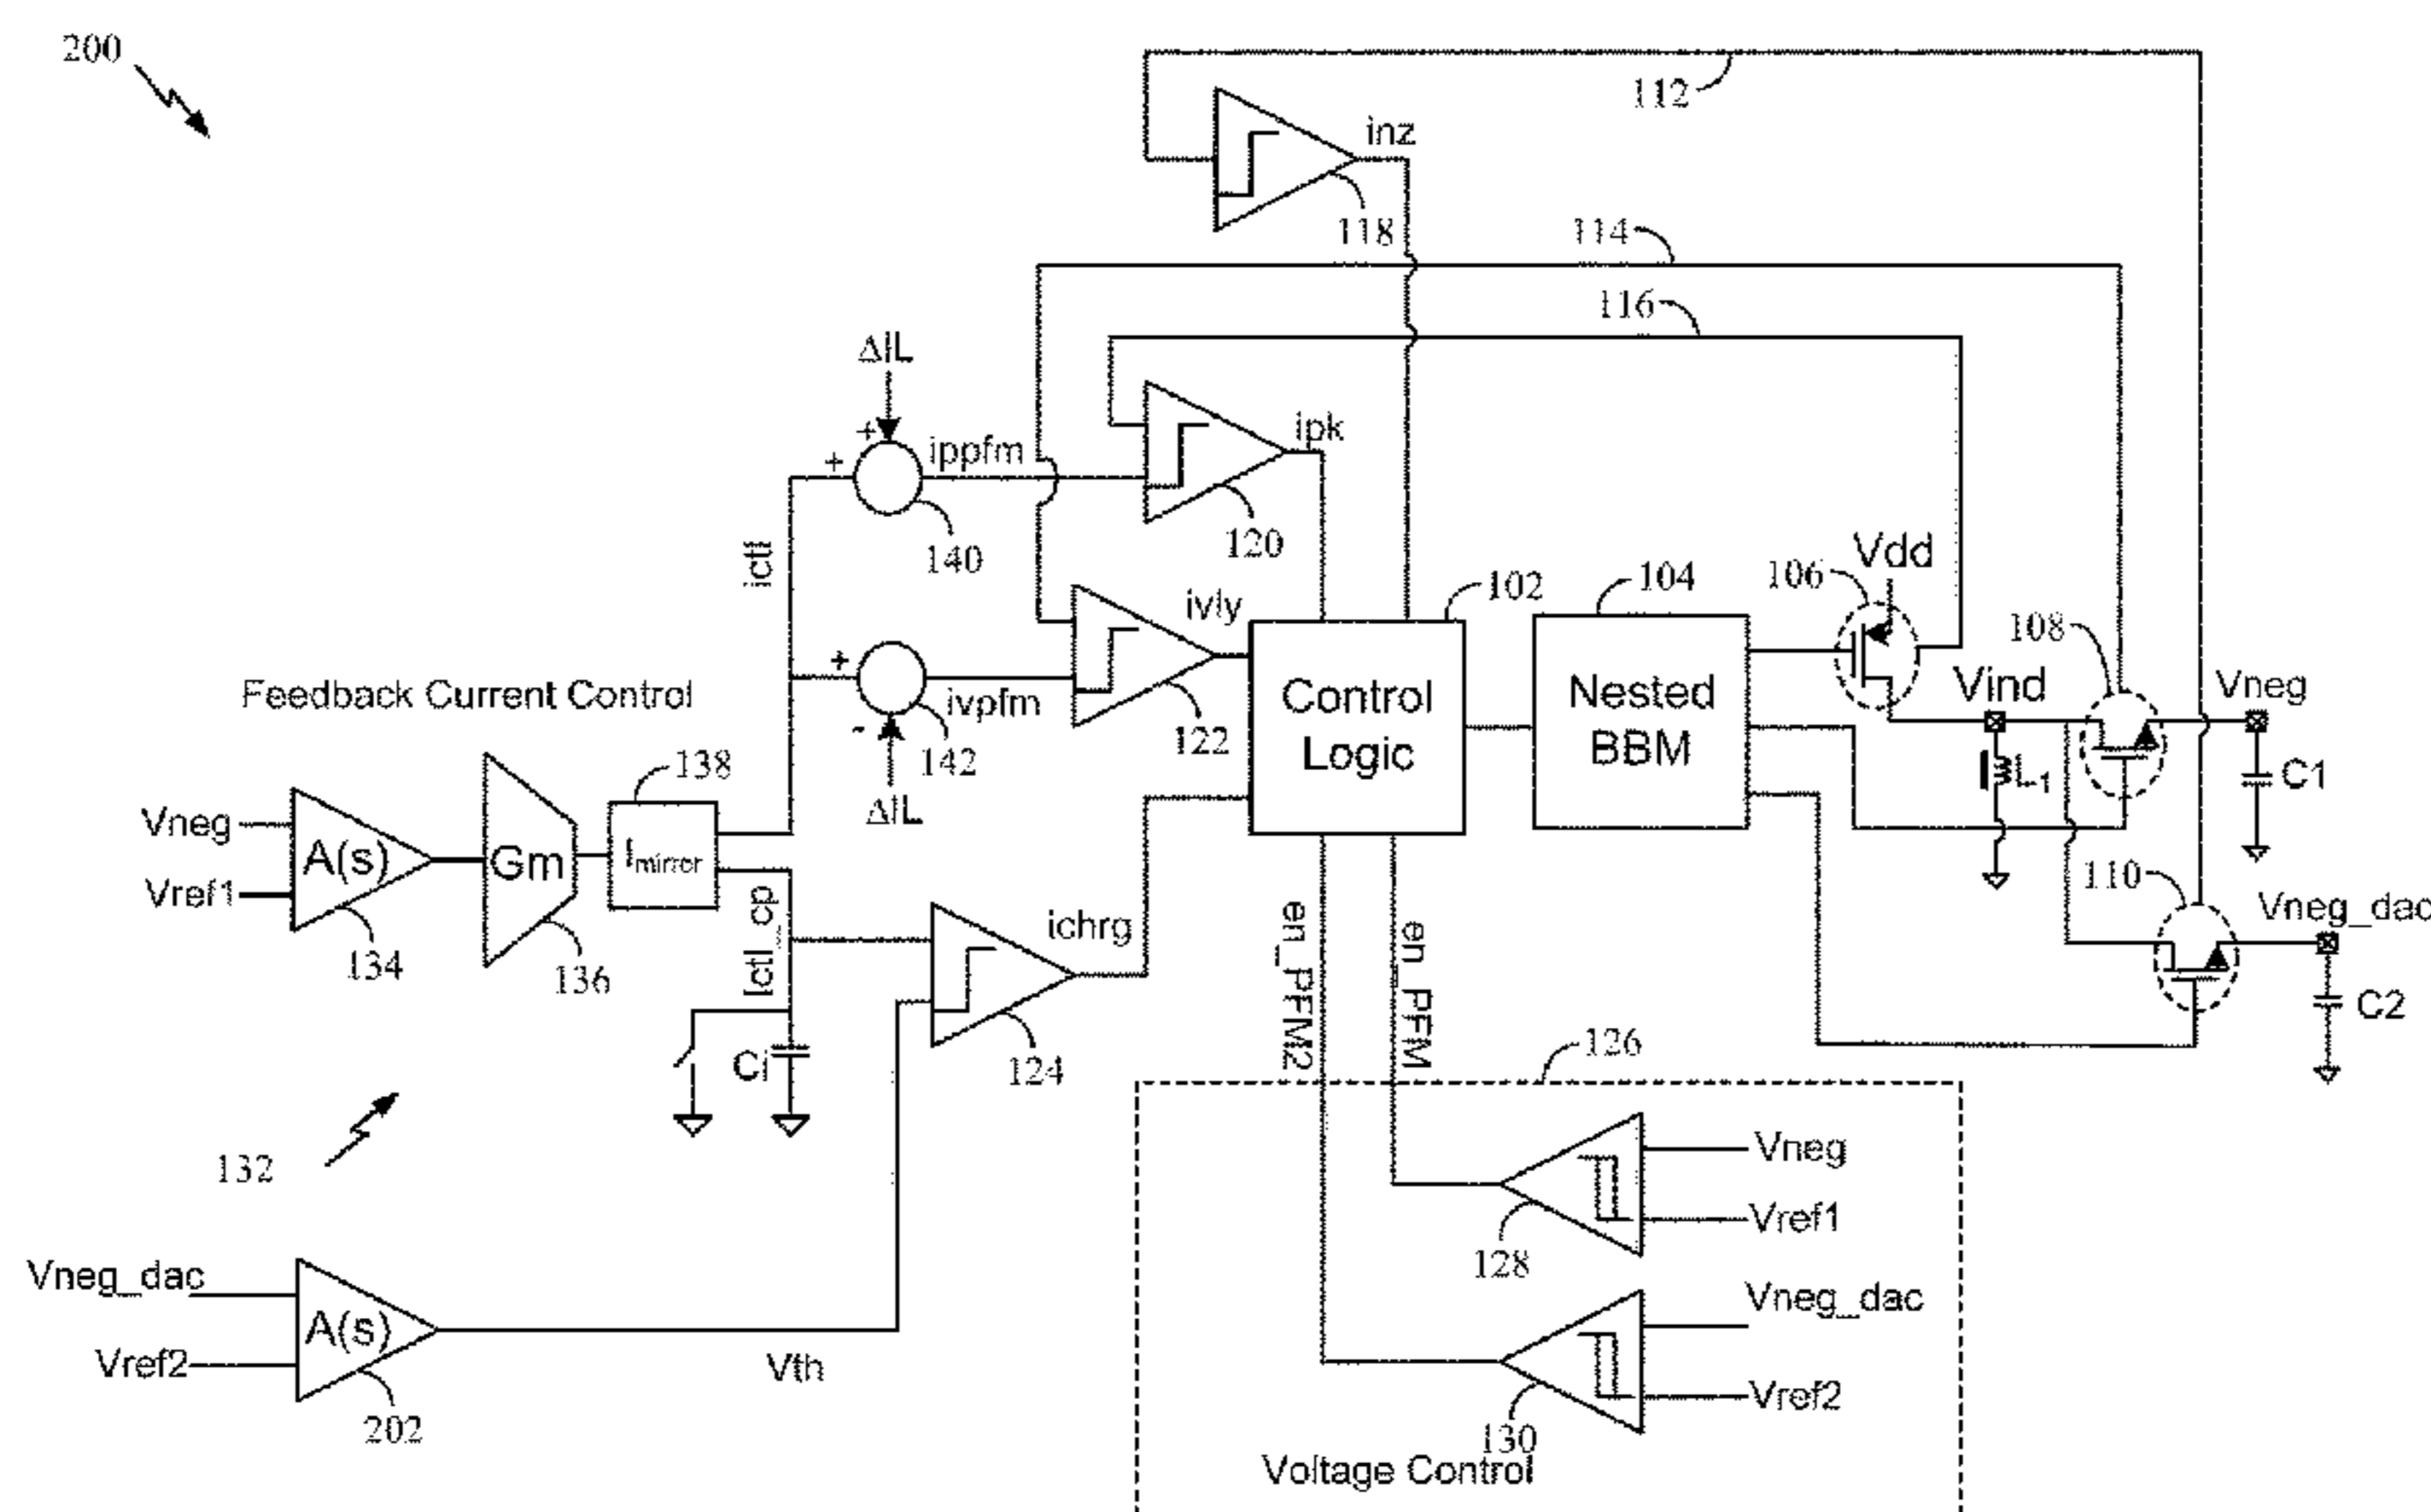 200
112
inz
118
114
116
ΔIL
+
+
ippfm
ipk
140
120
ictl
Vdd
106
102
104
108
ivly
+
ivpfm
-
142
ΔIL
122
Control
Logic
Nested
BBM
Vind
Vneg
L1
C1
Feedback Current Control
138
Vneg
Vref1
A(s)
Gm
Imirror
134
136
Ictl_cp
ichrg
110
Vneg_dac
C2
Ci
124
en_PFM2
en_PFM
126
132
Vneg
Vref1
128
Vneg_dac
Vref2
A(s)
Vth
202
Vneg_dac
Vref2
130
Voltage Control